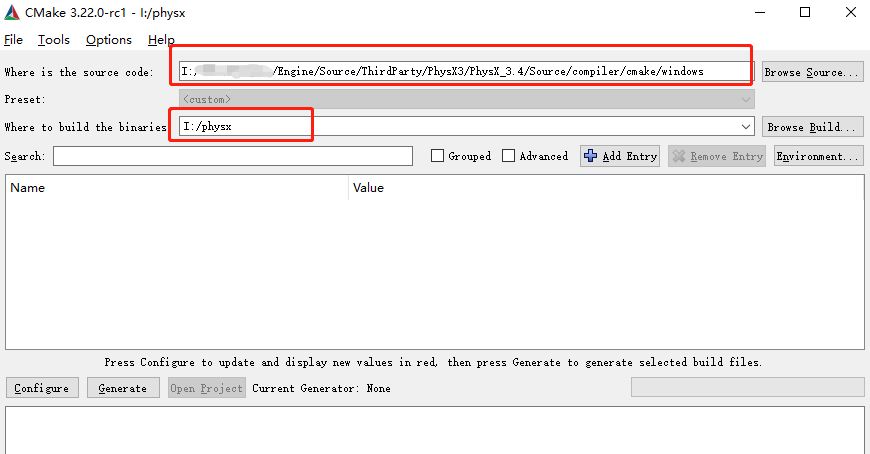 CMake 3.22.0-rc1 - I:/physx
File Tools Options Help
Where is the source code: I:/ /Engine/Source/ThirdParty/PhysX3/PhysX_3.4/Source/compiler/cmake/windows Browse Source...
Preset: <custom>
Where to build the binaries I:/physx Browse Build...
Search: Grouped Advanced Add Entry Remove Entry Environment...
Name Value
Press Configure to update and display new values in red, then press Generate to generate selected build files.
Configure Generate Open Project Current Generator: None